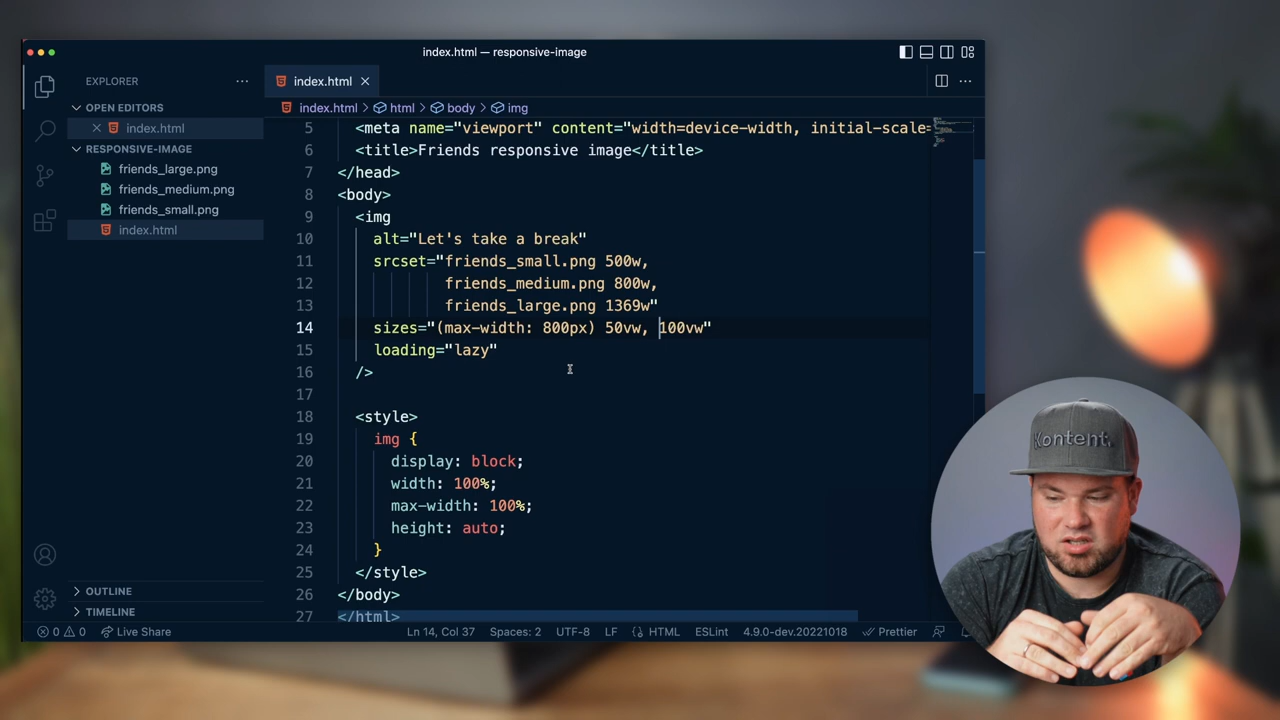 index.html — responsive-image
EXPLORER
index.html
OPEN EDITORS
index.html
index.html > html > body > img
RESPONSIVE-IMAGE
friends_large.png
friends_medium.png
friends_small.png
index.html
5 <meta name="viewport" content="width=device-width, initial-scale=
6 <title>Friends responsive image</title>
7 </head>
8 <body>
9 <img
10 alt="Let's take a break"
11 srcset="friends_small.png 500w,
12 friends_medium.png 800w,
13 friends_large.png 1369w"
14 sizes="(max-width: 800px) 50vw, 100vw"
15 loading="lazy"
16 />
17
18 <style>
19 img {
20 display: block;
21 width: 100%;
22 max-width: 100%;
23 height: auto;
24 }
25 </style>
26 </body>
27 </html>
OUTLINE
TIMELINE
0 0 Live Share Ln 14, Col 37 Spaces: 2 UTF-8 LF HTML ESLint 4.9.0-dev.20221018 Prettier
Kontent.